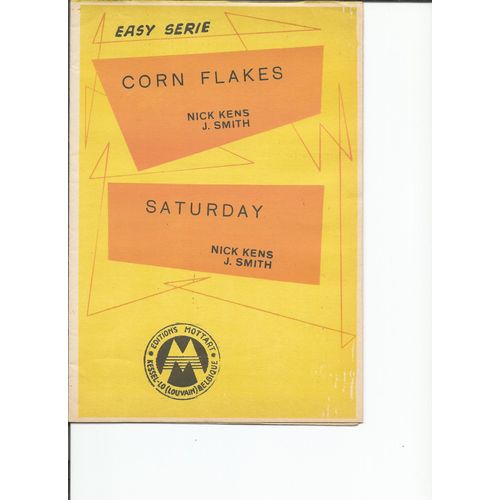 EASY SERIE
CORN FLAKES
NICK KENS
J. SMITH
SATURDAY
NICK KENS
J. SMITH
EDITIONS MOTTART
KESSEL-LO (LOUVAIN) BELGIQUE